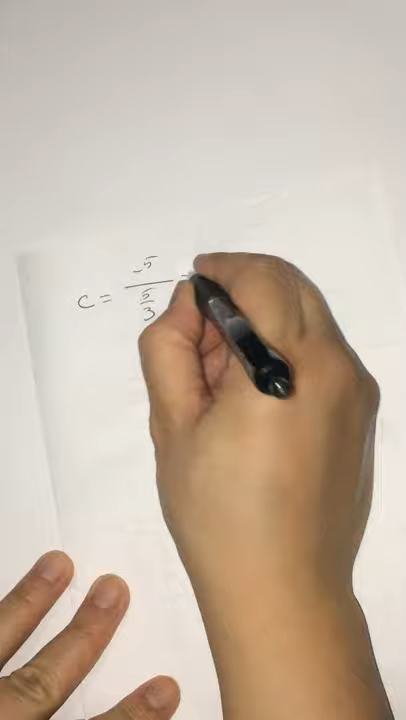 C = -5 / (5/3) =